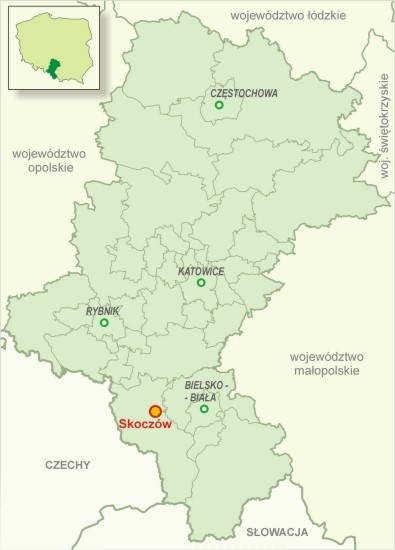 województwo łódzkie
CZĘSTOCHOWA
woj. świętokrzyskie
województwo
opolskie
KATOWICE
RYBNIK
województwo
małopolskie
BIELSKO -
- BIAŁA
Skoczów
CZECHY
SŁOWACJA